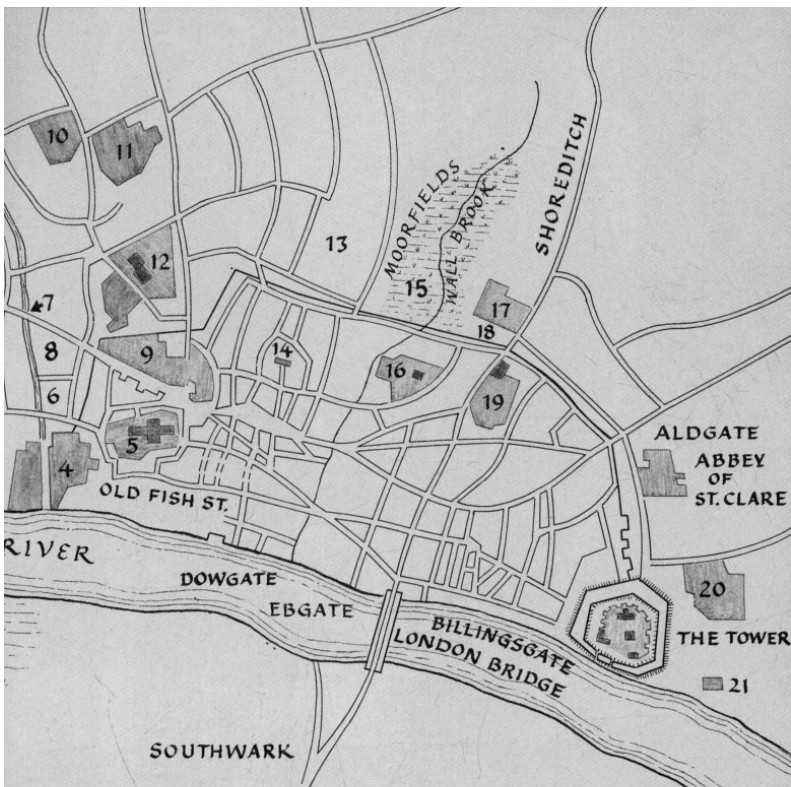 10
11
12
13
MOORFIELDS
WALL BROOK
SHOREDITCH
15
17
18
7
8
9
14
16
6
19
5
4
OLD FISH ST.
ALDGATE
ABBEY
OF
ST. CLARE
RIVER
DOWGATE
EBGATE
BILLINGSGATE
LONDON BRIDGE
20
THE TOWER
21
SOUTHWARK